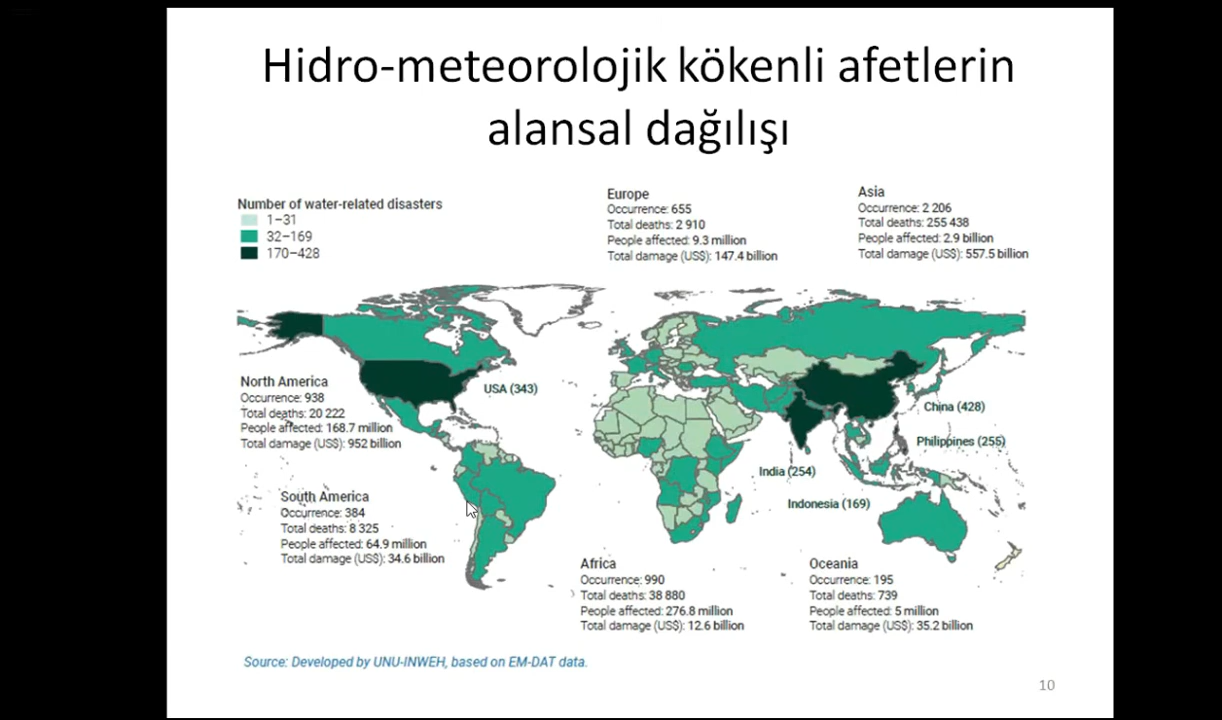 Hidro-meteorolojik kökenli afetlerin
alansal dağılışı
Number of water-related disasters
1–31
32–169
170–428
Europe
Occurrence: 655
Total deaths: 2 910
People affected: 9.3 million
Total damage (US$): 147.4 billion
Asia
Occurrence: 2 206
Total deaths: 255 438
People affected: 2.9 billion
Total damage (US$): 557.5 billion
North America
Occurrence: 938
Total deaths: 20 222
People affected: 168.7 million
Total damage (US$): 952 billion
USA (343)
China (428)
Philippines (255)
India (254)
Indonesia (169)
South America
Occurrence: 384
Total deaths: 8 325
People affected: 64.9 million
Total damage (US$): 34.6 billion
Africa
Occurrence: 990
Total deaths: 38 880
People affected: 276.8 million
Total damage (US$): 12.6 billion
Oceania
Occurrence: 195
Total deaths: 739
People affected: 5 million
Total damage (US$): 35.2 billion
Source: Developed by UNU-INWEH, based on EM-DAT data.
10